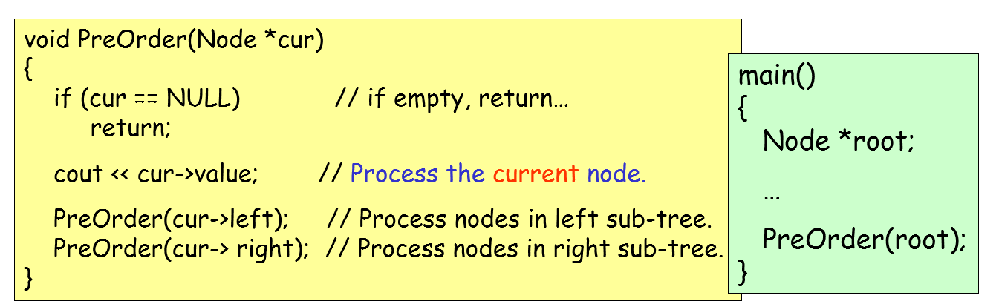 void PreOrder(Node *cur)
{
if (cur == NULL) // if empty, return…
return;
cout << cur->value; // Process the current node.
PreOrder(cur->left); // Process nodes in left sub-tree.
PreOrder(cur-> right); // Process nodes in right sub-tree.
}
main()
{
Node *root;
…
PreOrder(root);
}